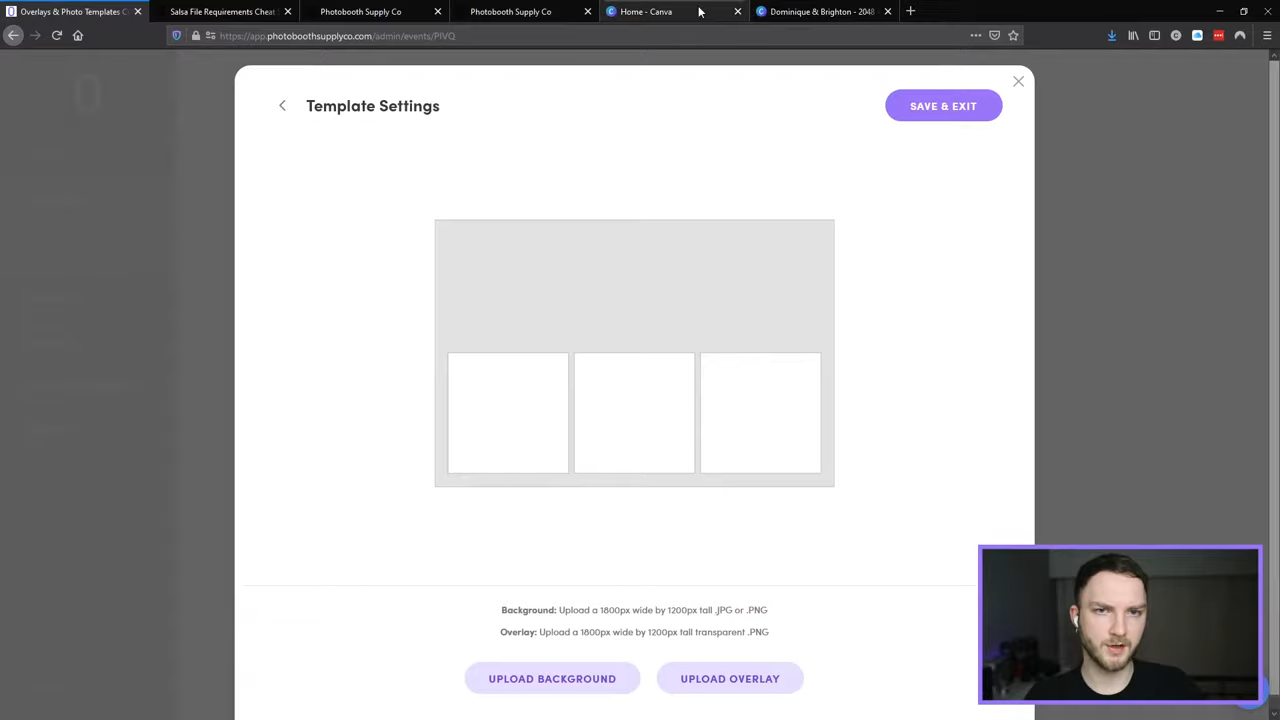 Overlays & Photo Templates C
Salsa File Requirements Cheat
Photobooth Supply Co
Photobooth Supply Co
Home - Canva
Dominique & Brighton - 2048
https://app.photoboothsupplyco.com/admin/events/PIVQ
Template Settings
SAVE & EXIT
Background: Upload a 1800px wide by 1200px tall .JPG or .PNG
Overlay: Upload a 1800px wide by 1200px tall transparent .PNG
UPLOAD BACKGROUND
UPLOAD OVERLAY